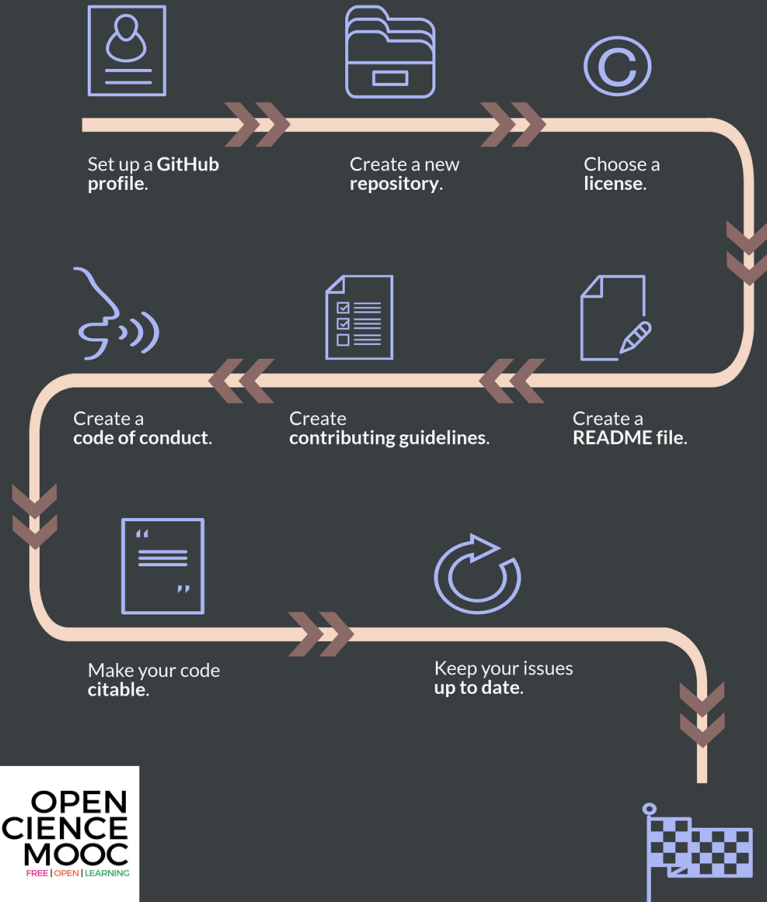 Set up a GitHub
profile.
Create a new
repository.
Choose a
license.
Create a
README file.
Create
contributing guidelines.
Create a
code of conduct.
Make your code
citable.
Keep your issues
up to date.
OPEN
CIENCE
MOOC
FREE | OPEN | LEARNING